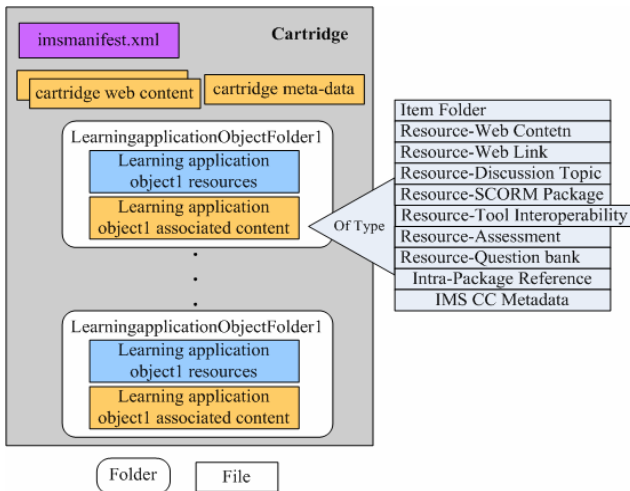 Cartridge
imsmanifest.xml
cartridge web content
cartridge meta-data
LearningapplicationObjectFolder1
Learning application
object1 resources
Learning application
object1 associated content
.
.
.
LearningapplicationObjectFolder1
Learning application
object1 resources
Learning application
object1 associated content
Of Type
Item Folder
Resource-Web Contetn
Resource-Web Link
Resource-Discussion Topic
Resource-SCORM Package
Resource-Tool Interoperability
Resource-Assessment
Resource-Question bank
Intra-Package Reference
IMS CC Metadata
Folder
File